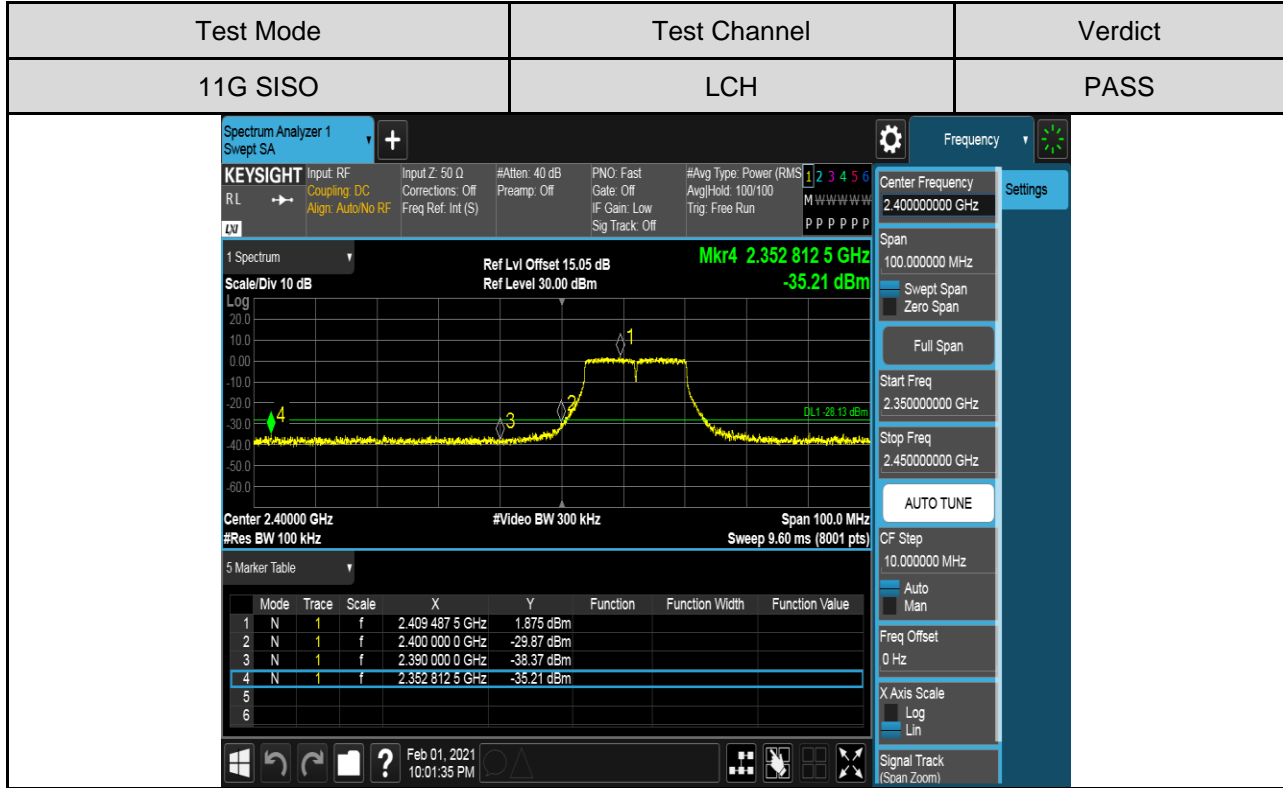 Test Mode Test Channel Verdict
11G SISO LCH PASS
Spectrum Analyzer 1
Swept SA
+
Frequency
KEYSIGHT Input: RF Input Z: 50 Ω #Atten: 40 dB PNO: Fast #Avg Type: Power (RMS 1 2 3 4 5 6
RL Coupling: DC Corrections: Off Preamp: Off Gate: Off Avg|Hold: 100/100 M W W W W W
Align: Auto/No RF Freq Ref: Int (S) IF Gain: Low Trig: Free Run
LXI Sig Track: Off P P P P P P
1 Spectrum
Ref Lvl Offset 15.05 dB Mkr4 2.352 812 5 GHz
Scale/Div 10 dB Ref Level 30.00 dBm -35.21 dBm
Log
20.0
10.0
0.00
-10.0
-20.0
-30.0
-40.0
-50.0
-60.0
1
2
3
4
DL1 -28.13 dBm
Center 2.40000 GHz #Video BW 300 kHz Span 100.0 MHz
#Res BW 100 kHz Sweep 9.60 ms (8001 pts)
5 Marker Table
Mode Trace Scale X Y Function Function Width Function Value
1 N 1 f 2.409 487 5 GHz 1.875 dBm
2 N 1 f 2.400 000 0 GHz -29.87 dBm
3 N 1 f 2.390 000 0 GHz -38.37 dBm
4 N 1 f 2.352 812 5 GHz -35.21 dBm
5
6
?
Feb 01, 2021
10:01:35 PM
Center Frequency
2.400000000 GHz
Settings
Span
100.000000 MHz
Swept Span
Zero Span
Full Span
Start Freq
2.350000000 GHz
Stop Freq
2.450000000 GHz
AUTO TUNE
CF Step
10.000000 MHz
Auto
Man
Freq Offset
0 Hz
X Axis Scale
Log
Lin
Signal Track
(Span Zoom)